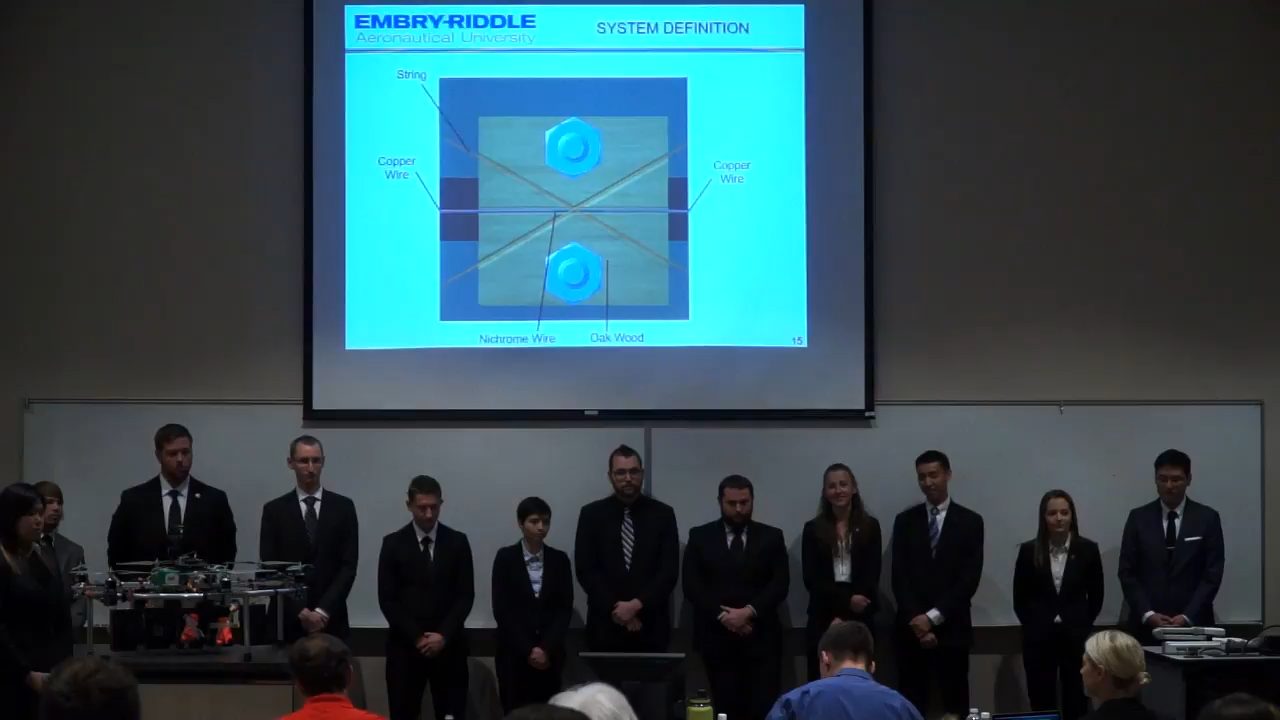 EMBRY-RIDDLE
Aeronautical University
SYSTEM DEFINITION
String
Copper
Wire
Copper
Wire
Nichrome Wire
Oak Wood
15